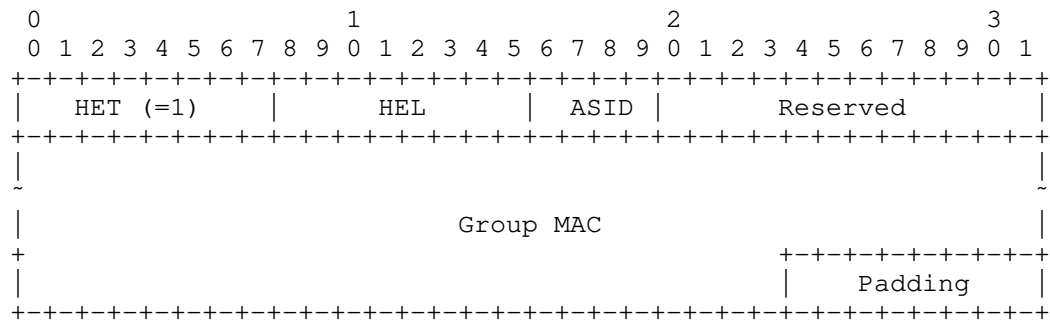 0                   1                   2                   3
 0 1 2 3 4 5 6 7 8 9 0 1 2 3 4 5 6 7 8 9 0 1 2 3 4 5 6 7 8 9 0 1
+-+-+-+-+-+-+-+-+-+-+-+-+-+-+-+-+-+-+-+-+-+-+-+-+-+-+-+-+-+-+-+-+
|   HET (=1)    |      HEL      |  ASID |       Reserved        |
+-+-+-+-+-+-+-+-+-+-+-+-+-+-+-+-+-+-+-+-+-+-+-+-+-+-+-+-+-+-+-+-+
|                                                               |
~                                                               ~
|                           Group MAC                           |
+                                               +-+-+-+-+-+-+-+-+
|                                               |    Padding    |
+-+-+-+-+-+-+-+-+-+-+-+-+-+-+-+-+-+-+-+-+-+-+-+-+-+-+-+-+-+-+-+-+